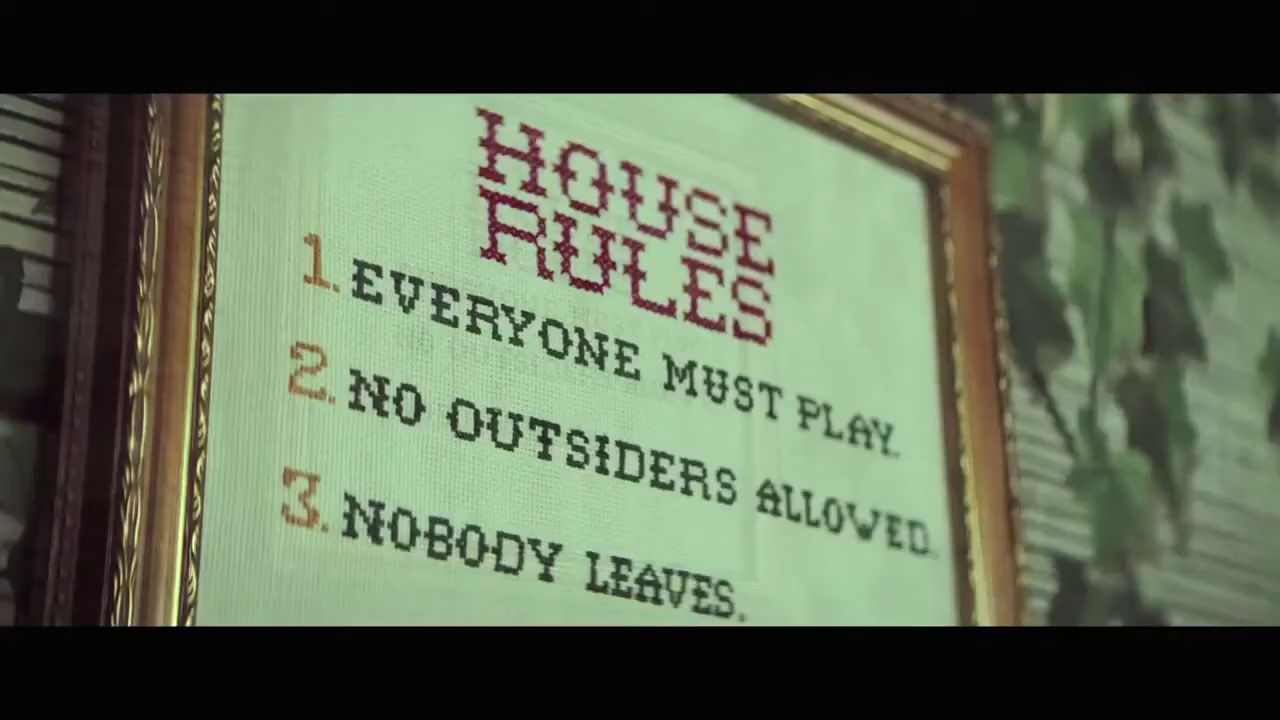 HOUSE
RULES
1. EVERYONE MUST PLAY.
2. NO OUTSIDERS ALLOWED.
3. NOBODY LEAVES.